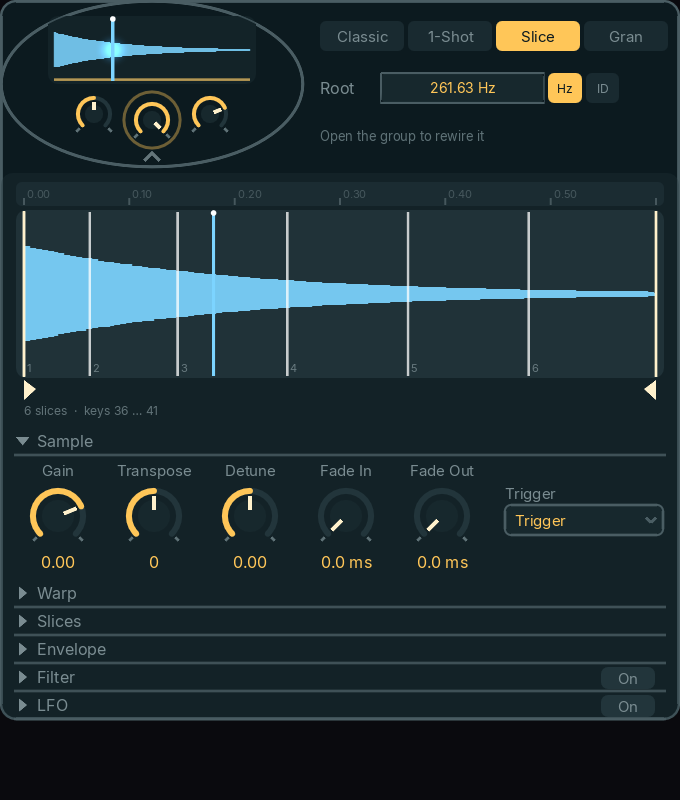 Classic 1-Shot Slice Gran
Root 261.63 Hz Hz ID
Open the group to rewire it
0.00 0.10 0.20 0.30 0.40 0.50
1 2 3 4 5 6
6 slices · keys 36 ... 41
Sample
Gain Transpose Detune Fade In Fade Out
Trigger
Trigger
0.00 0 0.00 0.0 ms 0.0 ms
Warp
Slices
Envelope
Filter On
LFO On